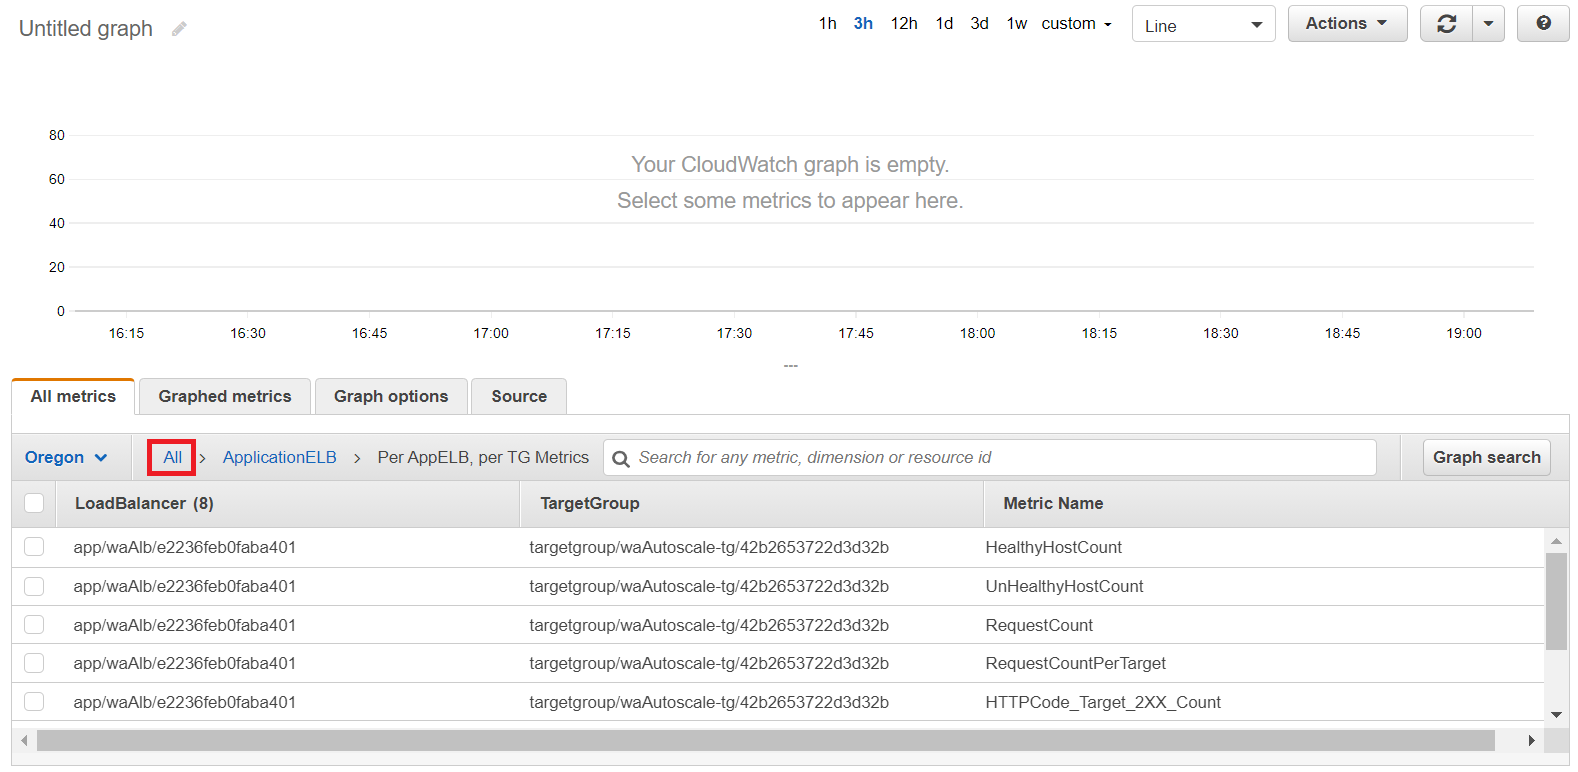 Untitled graph
1h 3h 12h 1d 3d 1w custom Line Actions
80
Your CloudWatch graph is empty.
60
Select some metrics to appear here.
40
20
0
16:15 16:30 16:45 17:00 17:15 17:30 17:45 18:00 18:15 18:30 18:45 19:00
All metrics Graphed metrics Graph options Source
Oregon All > ApplicationELB > Per AppELB, per TG Metrics Search for any metric, dimension or resource id Graph search
LoadBalancer (8) TargetGroup Metric Name
app/waAlb/e2236feb0faba401 targetgroup/waAutoscale-tg/42b2653722d3d32b HealthyHostCount
app/waAlb/e2236feb0faba401 targetgroup/waAutoscale-tg/42b2653722d3d32b UnHealthyHostCount
app/waAlb/e2236feb0faba401 targetgroup/waAutoscale-tg/42b2653722d3d32b RequestCount
app/waAlb/e2236feb0faba401 targetgroup/waAutoscale-tg/42b2653722d3d32b RequestCountPerTarget
app/waAlb/e2236feb0faba401 targetgroup/waAutoscale-tg/42b2653722d3d32b HTTPCode_Target_2XX_Count